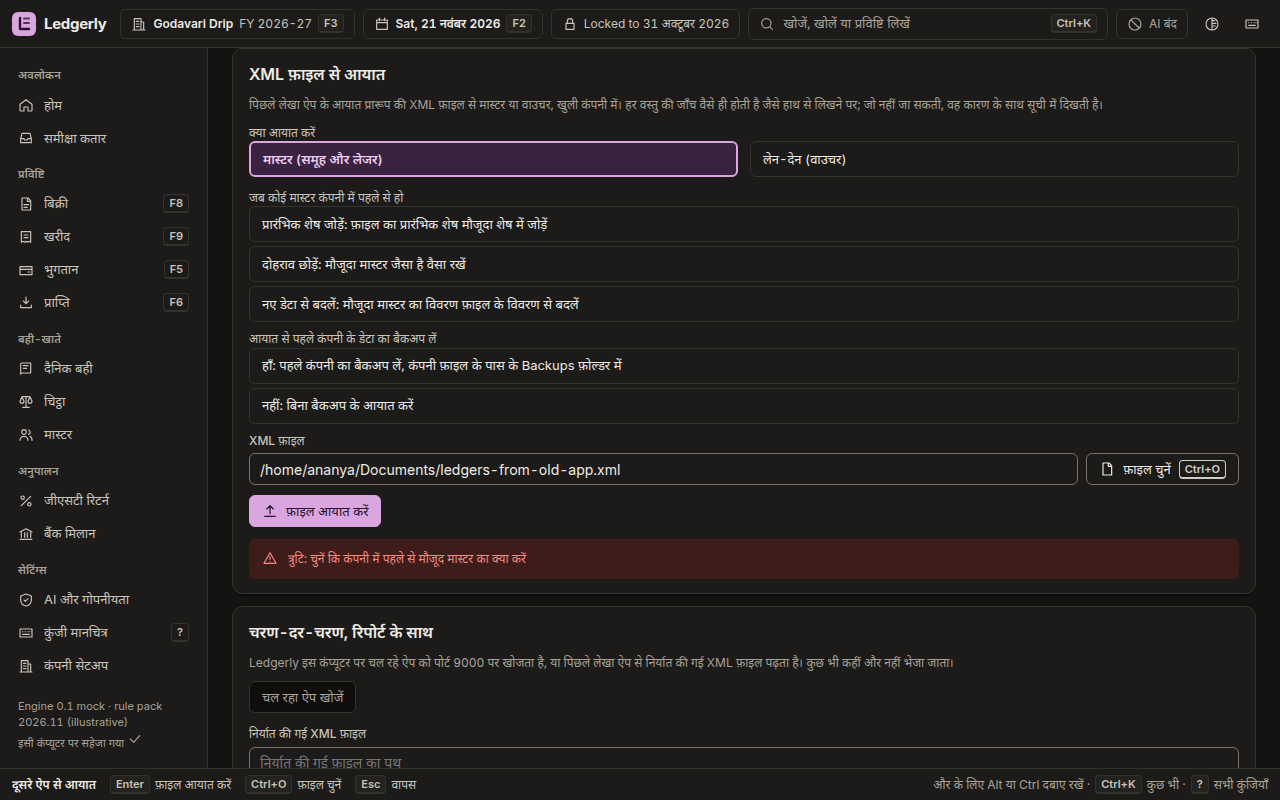 Ledgerly
Godavari Drip FY 2026-27 F3
Sat, 21 नवंबर 2026 F2
Locked to 31 अक्टूबर 2026
खोजें, खोलें या प्रविष्टि लिखें Ctrl+K
AI बंद
अवलोकन
होम
समीक्षा कतार
प्रविष्टि
बिक्री F8
खरीद F9
भुगतान F5
प्राप्ति F6
बही-खाते
दैनिक बही
चिट्ठा
मास्टर
अनुपालन
जीएसटी रिटर्न
बैंक मिलान
सेटिंग्स
AI और गोपनीयता
कुंजी मानचित्र ?
कंपनी सेटअप
Engine 0.1 mock · rule pack
2026.11 (illustrative)
इसी कंप्यूटर पर सहेजा गया
XML फ़ाइल से आयात
पिछले लेखा ऐप के आयात प्रारूप की XML फ़ाइल से मास्टर या वाउचर, खुली कंपनी में। हर वस्तु की जाँच वैसे ही होती है जैसे हाथ से लिखने पर; जो नहीं जा सकती, वह कारण के साथ सूची में दिखती है।
क्या आयात करें
मास्टर (समूह और लेजर)
लेन-देन (वाउचर)
जब कोई मास्टर कंपनी में पहले से हो
प्रारंभिक शेष जोड़ें: फ़ाइल का प्रारंभिक शेष मौजूदा शेष में जोड़ें
दोहराव छोड़ें: मौजूदा मास्टर जैसा है वैसा रखें
नए डेटा से बदलें: मौजूदा मास्टर का विवरण फ़ाइल के विवरण से बदलें
आयात से पहले कंपनी के डेटा का बैकअप लें
हाँ: पहले कंपनी का बैकअप लें, कंपनी फ़ाइल के पास के Backups फ़ोल्डर में
नहीं: बिना बैकअप के आयात करें
XML फ़ाइल
/home/ananya/Documents/ledgers-from-old-app.xml
फ़ाइल चुनें Ctrl+O
फ़ाइल आयात करें
त्रुटि: चुनें कि कंपनी में पहले से मौजूद मास्टर का क्या करें
चरण-दर-चरण, रिपोर्ट के साथ
Ledgerly इस कंप्यूटर पर चल रहे ऐप को पोर्ट 9000 पर खोजता है, या पिछले लेखा ऐप से निर्यात की गई XML फ़ाइल पढ़ता है। कुछ भी कहीं और नहीं भेजा जाता।
चल रहा ऐप खोजें
निर्यात की गई XML फ़ाइल
निर्यात की गई फ़ाइल का पथ
दूसरे ऐप से आयात Enter फ़ाइल आयात करें Ctrl+O फ़ाइल चुनें Esc वापस
और के लिए Alt या Ctrl दबाए रखें · Ctrl+K कुछ भी · ? सभी कुंजियाँ